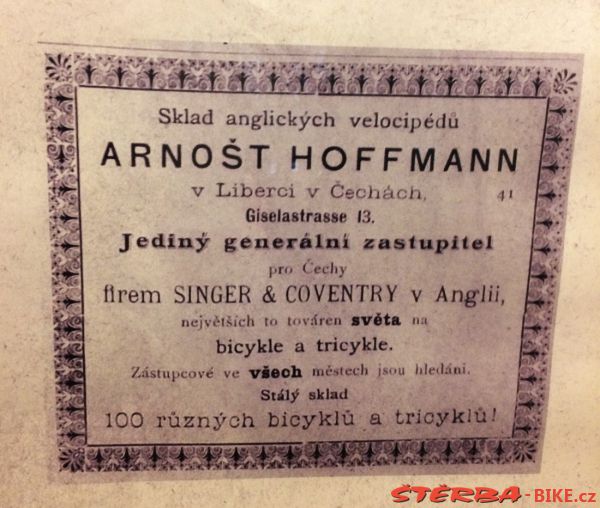 Sklad anglických velocipédů
ARNOŠT HOFFMANN
v Liberci v Čechách, 41
Giselastrasse 13.
Jediný generální zastupitel
pro Čechy
firem SINGER & COVENTRY v Anglii,
největších to továren světa na
bicykle a tricykle.
Zástupcové ve všech městech jsou hledáni.
Stálý sklad
100 různých bicyklů a tricyklů!
ŠTĚRBA-BIKE.cz